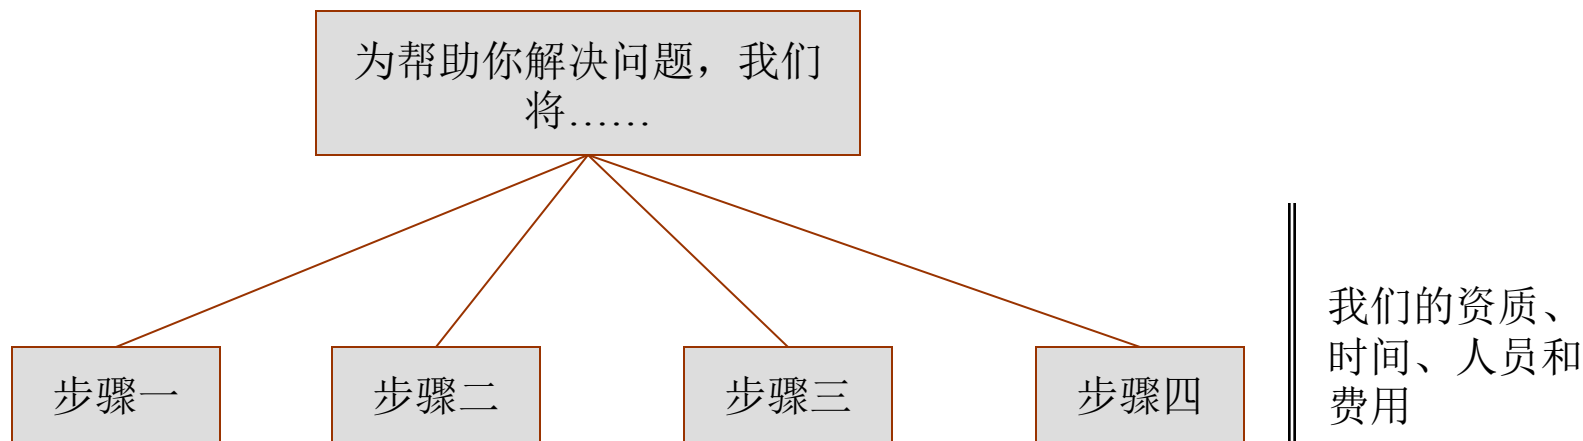 为帮助你解决问题，我们
将……
步骤一
步骤二
步骤三
步骤四
我们的资质、
时间、人员和
费用